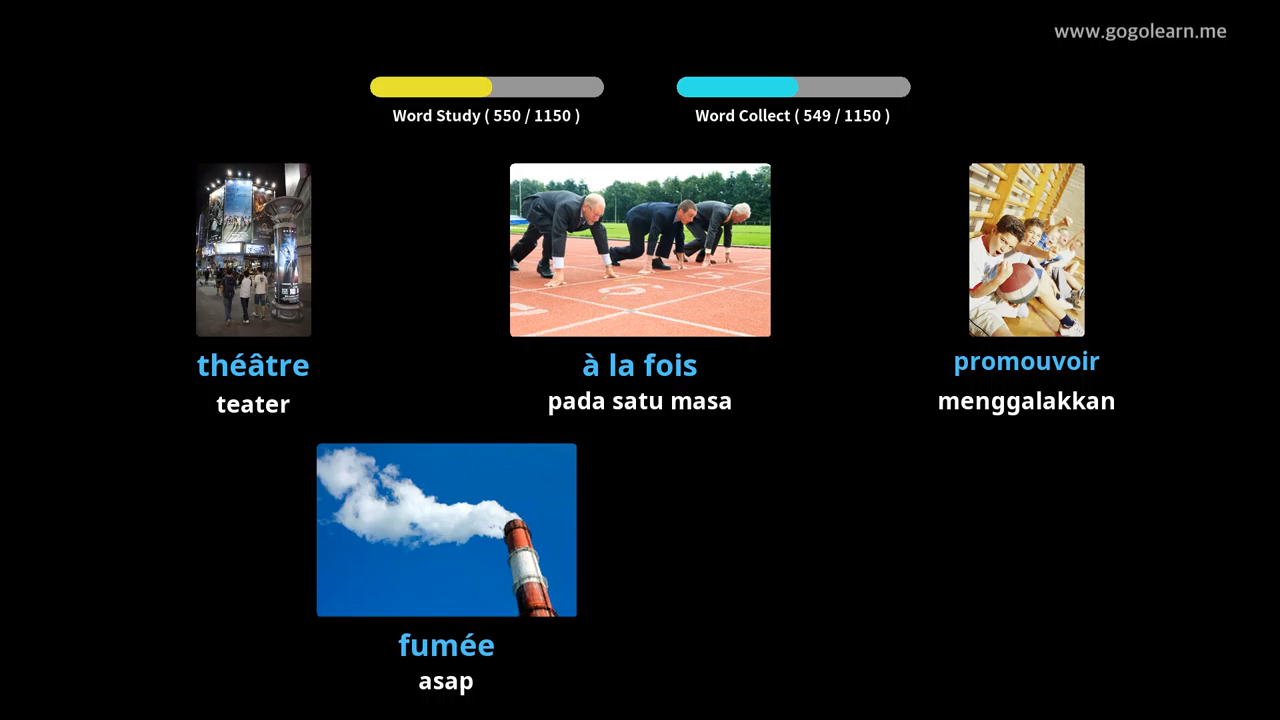 www.gogolearn.me
Word Study ( 550 / 1150 )
Word Collect ( 549 / 1150 )
théâtre
teater
à la fois
pada satu masa
promouvoir
menggalakkan
fumée
asap